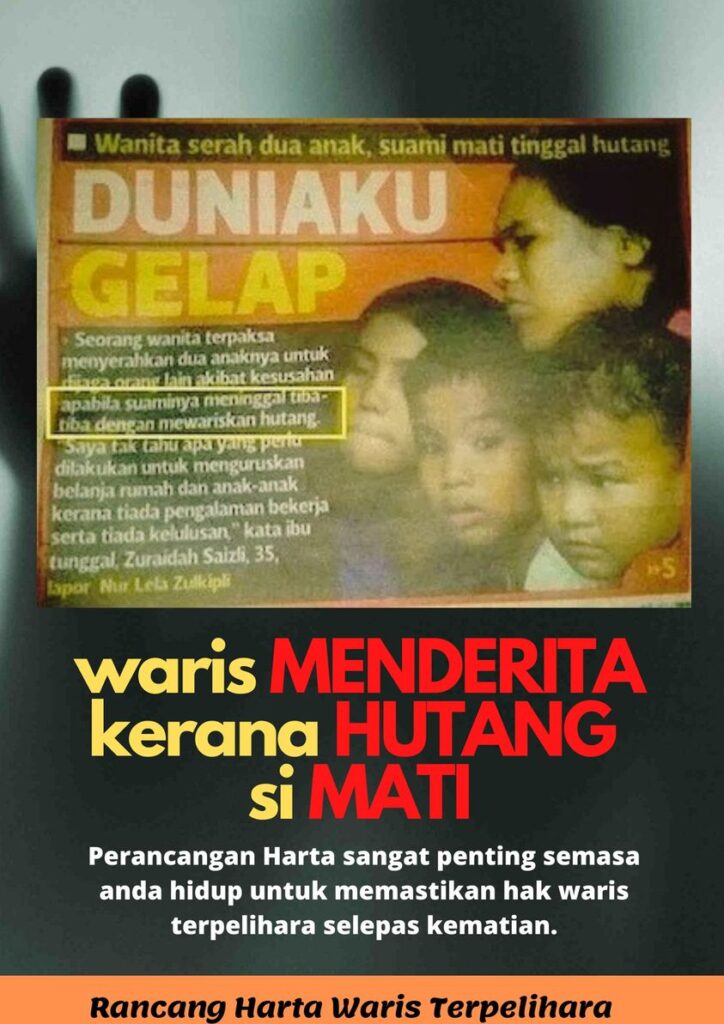 Wanita serah dua anak, suami mati tinggal hutang
DUNIAKU
GELAP
Seorang wanita terpaksa
menyerahkan dua anaknya untuk
dijaga orang lain akibat kesusahan
apabila suaminya meninggal tiba-
tiba dengan mewariskan hutang.
"Saya tak tahu apa yang perlu
dilakukan untuk menguruskan
belanja rumah dan anak-anak
kerana tiada pengalaman bekerja
serta tiada kelulusan," kata ibu
tunggal, Zuraidah Saizli, 35,
lapor Nur Lela Zulkipli
»5
waris MENDERITA
kerana HUTANG
si MATI
Perancangan Harta sangat penting semasa
anda hidup untuk memastikan hak waris
terpelihara selepas kematian.
Rancang Harta Waris Terpelihara